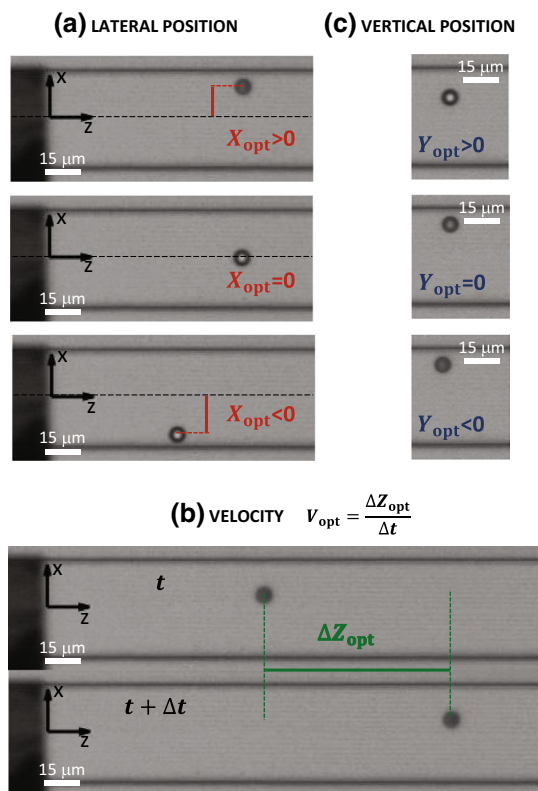 (a) LATERAL POSITION
(c) VERTICAL POSITION
X
Z
15 µm
X_opt>0
15 µm
Y_opt>0
X
Z
15 µm
X_opt=0
15 µm
Y_opt=0
X
Z
15 µm
X_opt<0
15 µm
Y_opt<0
(b) VELOCITY V_opt = ΔZ_opt / Δt
X
Z
15 µm
t
ΔZ_opt
X
Z
15 µm
t + Δt